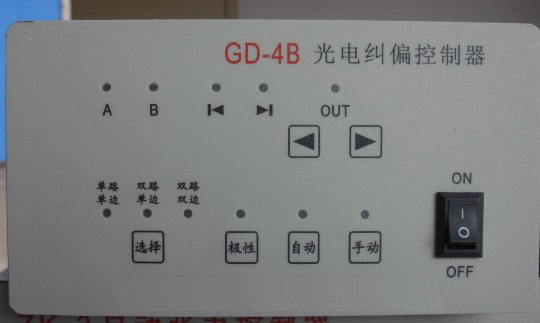 GD-4B 光电纠偏控制器
A B OUT
单路 双路 双路
单边 单边 双边
选择 极性 自动 手动
ON
OFF